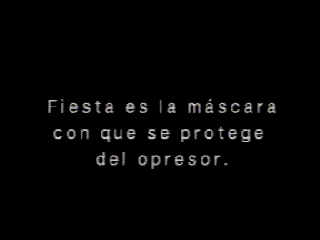 Fiesta es la máscara
con que se protege
del opresor.